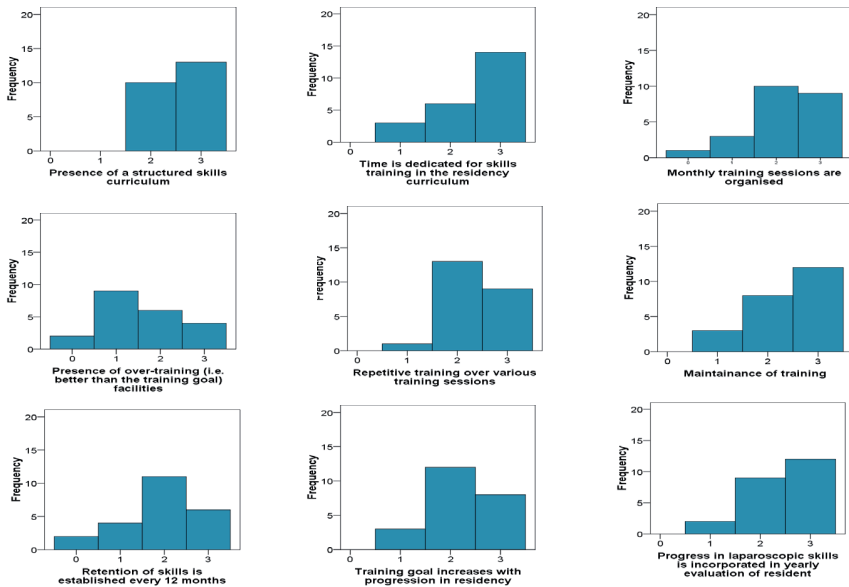 20
15
10
5
0
Frequency
0 1 2 3
Presence of a structured skills
curriculum
20
15
10
5
0
Frequency
0 1 2 3
Time is dedicated for skills
training in the residency
curriculum
20
15
10
5
0
Frequency
0 1 2 3
Monthly training sessions are
organised
20
15
10
5
0
Frequency
0 1 2 3
Presence of over-training (i.e.
better than the training goal)
facilities
20
15
10
5
0
Frequency
0 1 2 3
Repetitive training over various
training sessions
20
15
10
5
0
Frequency
0 1 2 3
Maintainance of training
20
15
10
5
0
Frequency
0 1 2 3
Retention of skills is
established every 12 months
20
15
10
5
0
Frequency
0 1 2 3
Training goal increases with
progression in residency
20
15
10
5
0
Frequency
0 1 2 3
Progress in laparoscopic skills
is incorporated in yearly
evaluation of resident